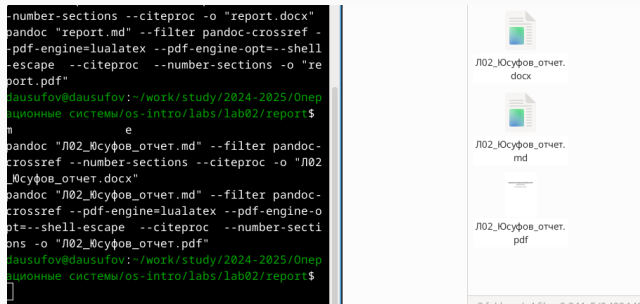 -number-sections --citeproc -o "report.docx"
pandoc "report.md" --filter pandoc-crossref -
-pdf-engine=lualatex --pdf-engine-opt=--shell
-escape --citeproc --number-sections -o "re
port.pdf"
dausufov@dausufov:~/work/study/2024-2025/Опер
ационные системы/os-intro/labs/lab02/report$
m e
pandoc "Л02_Юсуфов_отчет.md" --filter pandoc-
crossref --number-sections --citeproc -o "Л02
_Юсуфов_отчет.docx"
pandoc "Л02_Юсуфов_отчет.md" --filter pandoc-
crossref --pdf-engine=lualatex --pdf-engine-o
pt=--shell-escape --citeproc --number-secti
ons -o "Л02_Юсуфов_отчет.pdf"
dausufov@dausufov:~/work/study/2024-2025/Опер
ационные системы/os-intro/labs/lab02/report$
Л02_Юсуфов_отчет.
docx
Л02_Юсуфов_отчет.
md
Л02_Юсуфов_отчет.
pdf